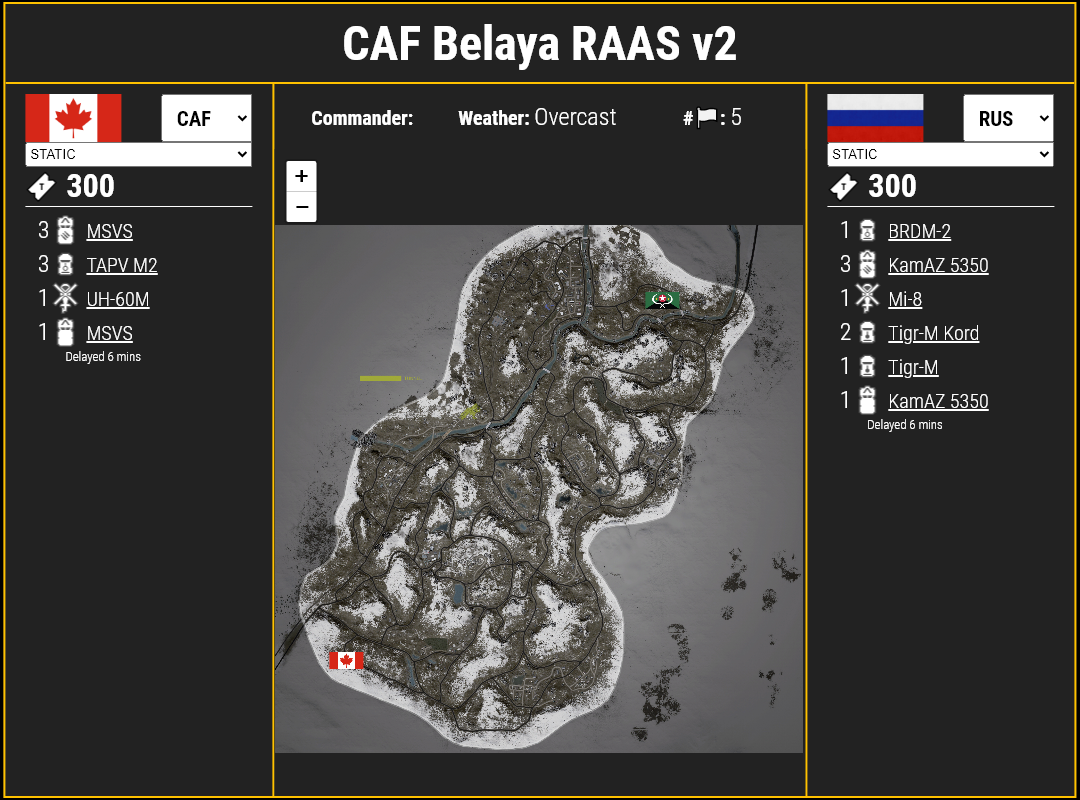 CAF Belaya RAAS v2
CAF
STATIC
300
3 MSVS
3 TAPV M2
1 UH-60M
1 MSVS
Delayed 6 mins
Commander:
Weather: Overcast
# : 5
+
−
RUS
STATIC
300
1 BRDM-2
3 KamAZ 5350
1 Mi-8
2 Tigr-M Kord
1 Tigr-M
1 KamAZ 5350
Delayed 6 mins